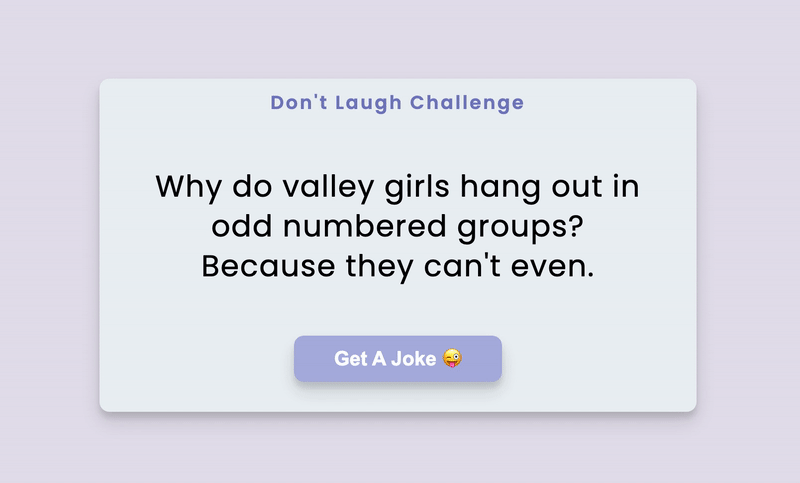 Don't Laugh Challenge
Why do valley girls hang out in
odd numbered groups?
Because they can't even.
Get A Joke 😜